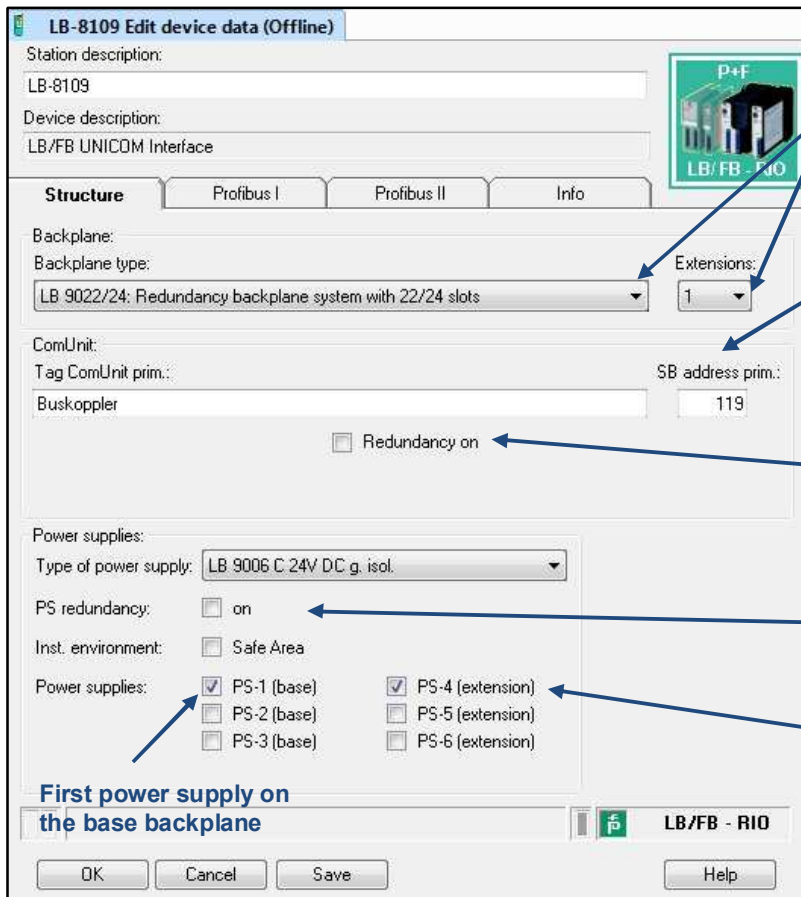 LB-8109 Edit device data (Offline)
Station description:
LB-8109
Device description:
LB/FB UNICOM Interface
P+F
LB/FB - RIO
Structure Profibus I Profibus II Info
Backplane:
Backplane type: Extensions:
LB 9022/24: Redundancy backplane system with 22/24 slots 1
ComUnit:
Tag ComUnit prim.: SB address prim.:
Buskoppler 119
Redundancy on
Power supplies:
Type of power supply: LB 9006 C 24V DC g. isol.
PS redundancy: on
Inst. environment: Safe Area
Power supplies: PS-1 (base) PS-4 (extension)
PS-2 (base) PS-5 (extension)
PS-3 (base) PS-6 (extension)
First power supply on
the base backplane
LB/FB - RIO
OK Cancel Save Help